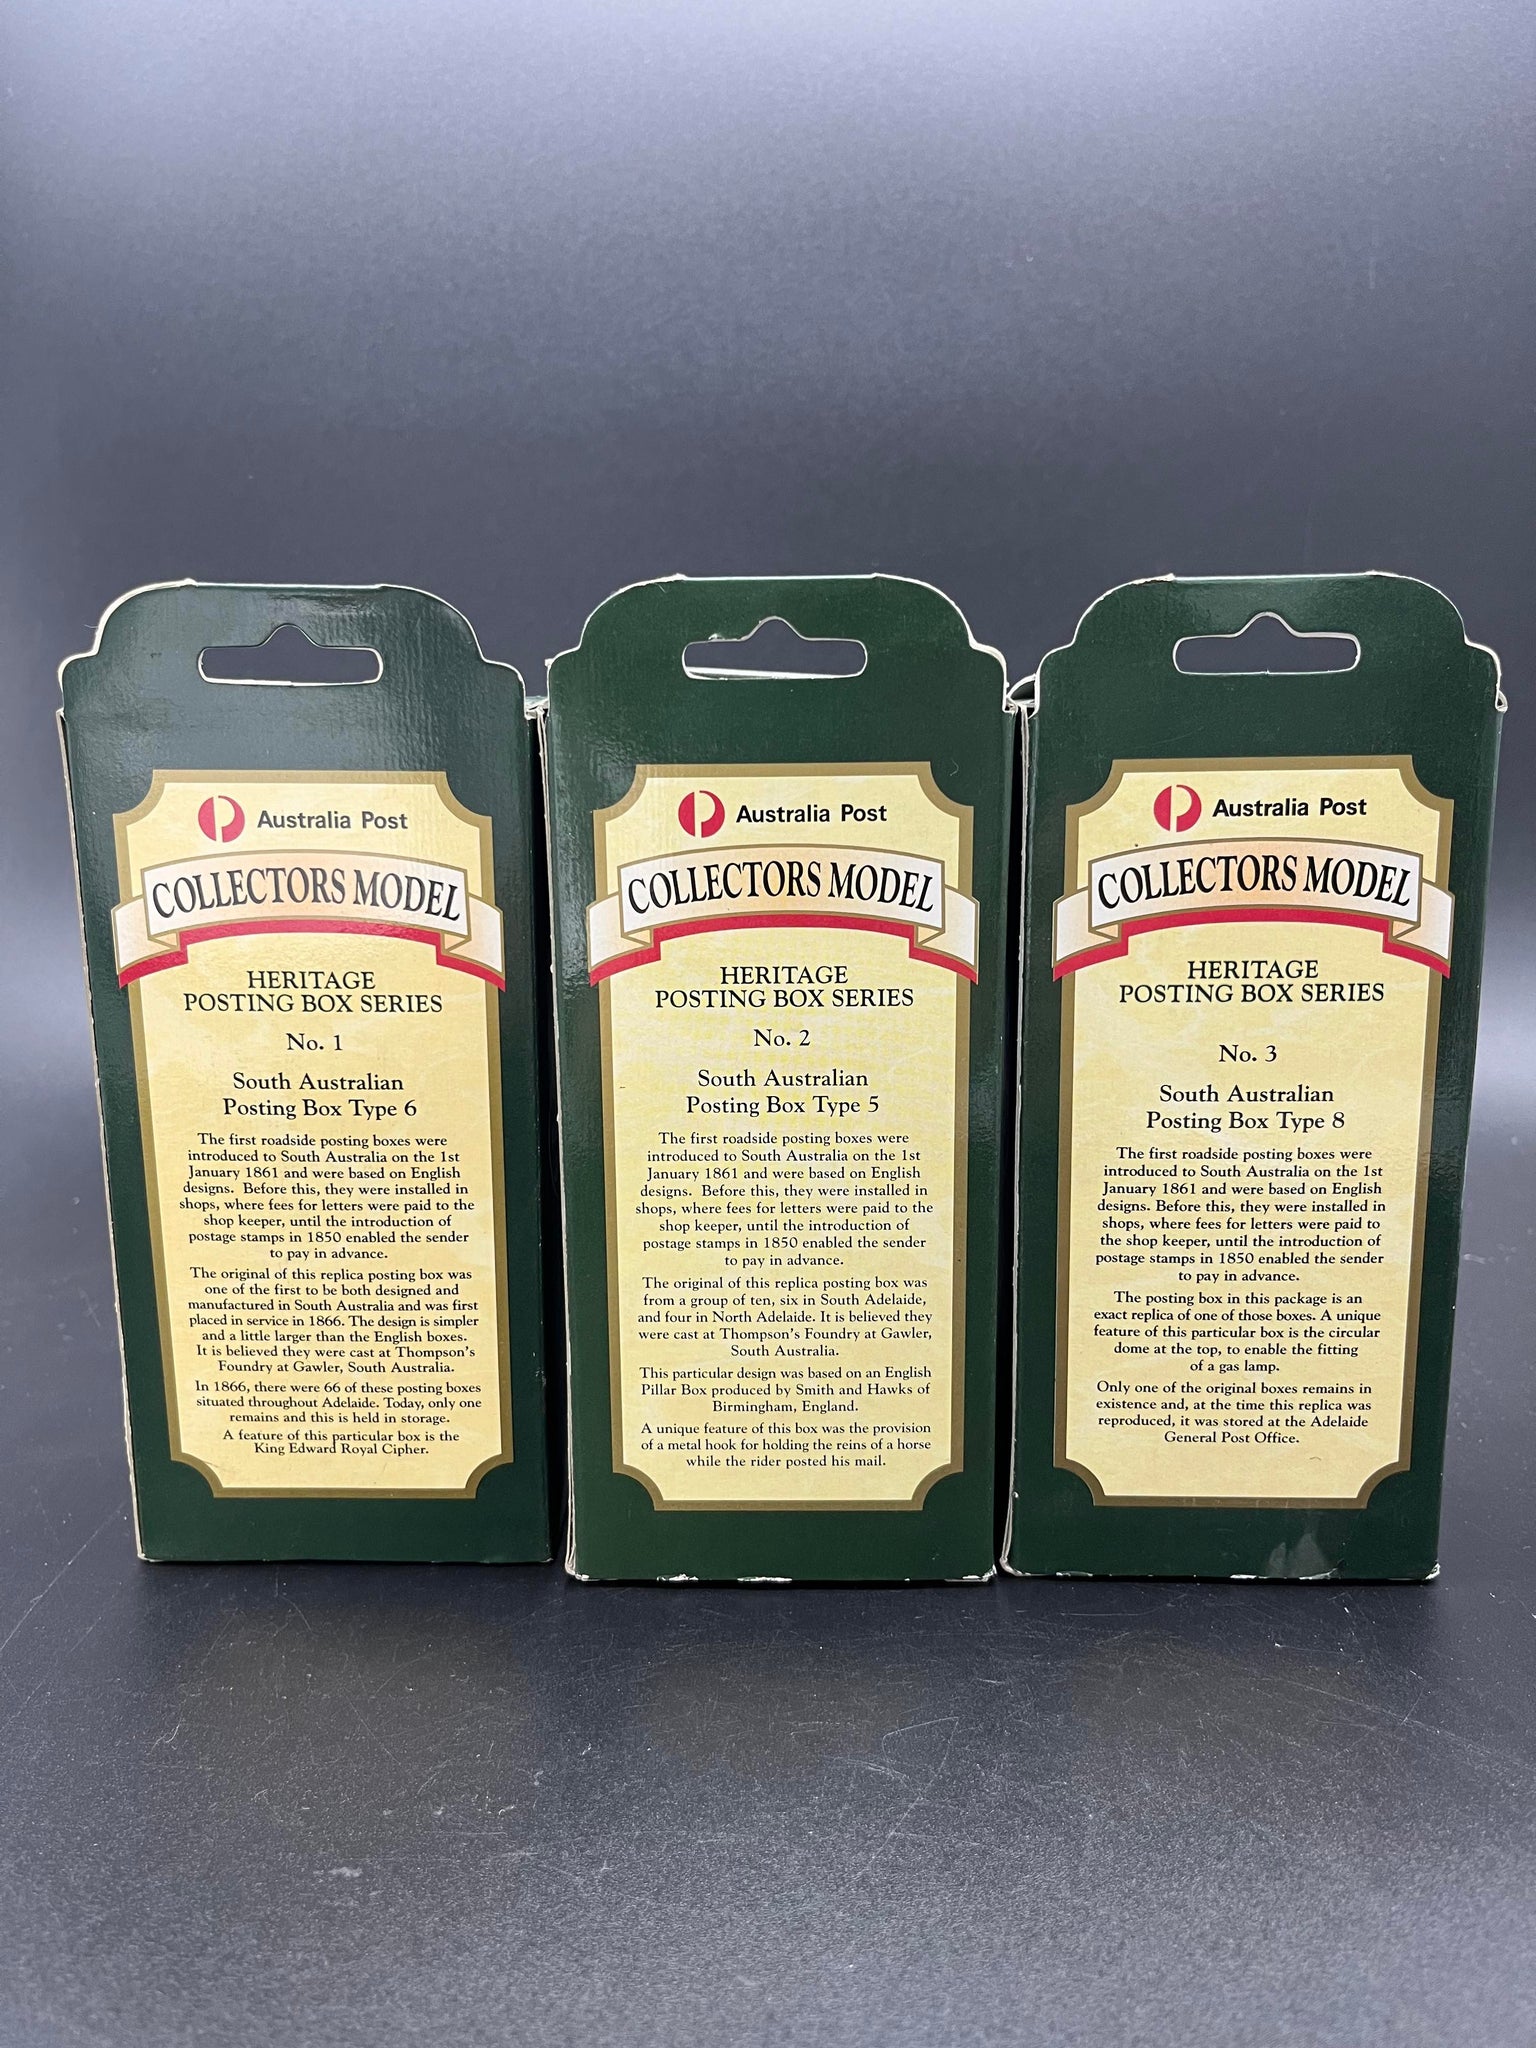 Australia Post
COLLECTORS MODEL
HERITAGE
POSTING BOX SERIES
No. 1
South Australian
Posting Box Type 6
The first roadside posting boxes were
introduced to South Australia on the 1st
January 1861 and were based on English
designs. Before this, they were installed in
shops, where fees for letters were paid to the
shop keeper, until the introduction of
postage stamps in 1850 enabled the sender
to pay in advance.
The original of this replica posting box was
one of the first to be both designed and
manufactured in South Australia and was first
placed in service in 1866. The design is simpler
and a little larger than the English boxes.
It is believed they were cast at Thompson's
Foundry at Gawler, South Australia.
In 1866, there were 66 of these posting boxes
situated throughout Adelaide. Today, only one
remains and this is held in storage.
A feature of this particular box is the
King Edward Royal Cipher.
Australia Post
COLLECTORS MODEL
HERITAGE
POSTING BOX SERIES
No. 2
South Australian
Posting Box Type 5
The first roadside posting boxes were
introduced to South Australia on the 1st
January 1861 and were based on English
designs. Before this, they were installed in
shops, where fees for letters were paid to the
shop keeper, until the introduction of
postage stamps in 1850 enabled the sender
to pay in advance.
The original of this replica posting box was
from a group of ten, six in South Adelaide,
and four in North Adelaide. It is believed they
were cast at Thompson's Foundry at Gawler,
South Australia.
This particular design was based on an English
Pillar Box produced by Smith and Hawks of
Birmingham, England.
A unique feature of this box was the provision
of a metal hook for holding the reins of a horse
while the rider posted his mail.
Australia Post
COLLECTORS MODEL
HERITAGE
POSTING BOX SERIES
No. 3
South Australian
Posting Box Type 8
The first roadside posting boxes were
introduced to South Australia on the 1st
January 1861 and were based on English
designs. Before this, they were installed in
shops, where fees for letters were paid to
the shop keeper, until the introduction of
postage stamps in 1850 enabled the sender
to pay in advance.
The posting box in this package is an
exact replica of one of those boxes. A unique
feature of this particular box is the circular
dome at the top, to enable the fitting
of a gas lamp.
Only one of the original boxes remains in
existence and, at the time this replica was
reproduced, it was stored at the Adelaide
General Post Office.